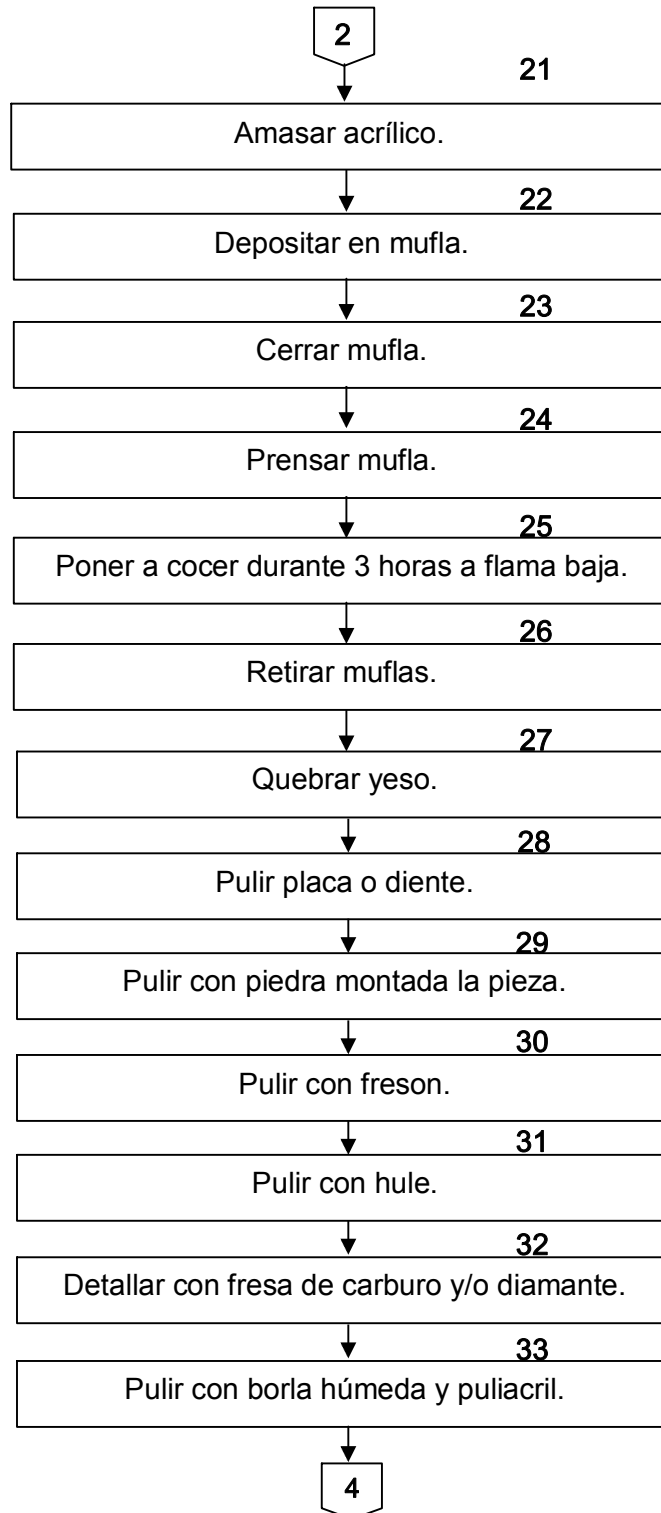 2
21
Amasar acrílico.
22
Depositar en mufla.
23
Cerrar mufla.
24
Prensar mufla.
25
Poner a cocer durante 3 horas a flama baja.
26
Retirar muflas.
27
Quebrar yeso.
28
Pulir placa o diente.
29
Pulir con piedra montada la pieza.
30
Pulir con freson.
31
Pulir con hule.
32
Detallar con fresa de carburo y/o diamante.
33
Pulir con borla húmeda y puliacril.
4